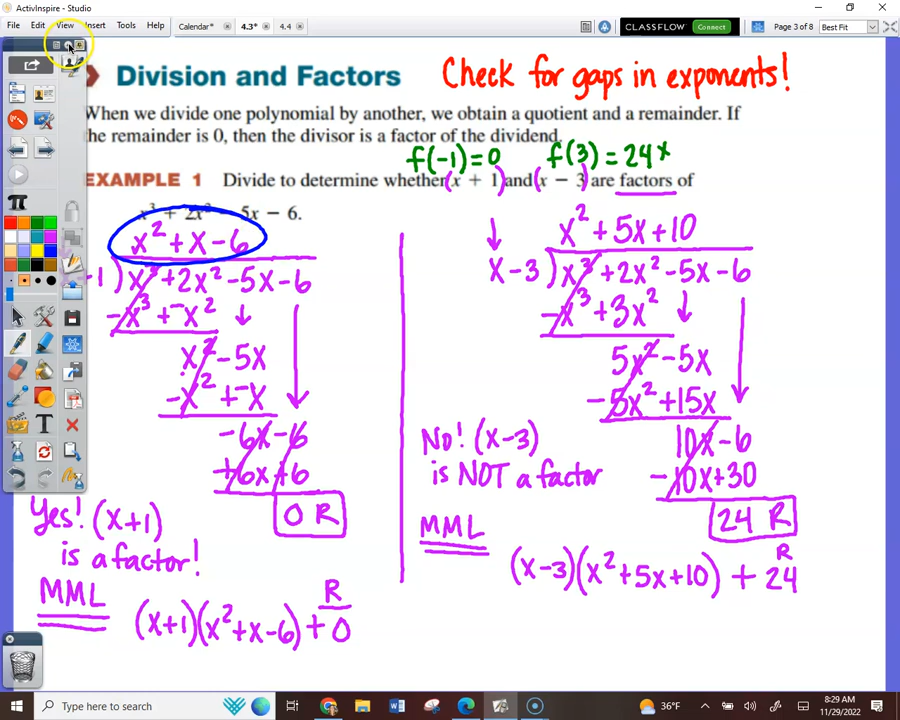 ActivInspire - Studio
File Edit View Insert Tools Help
Calendar* 4.3* 4.4
CLASSFLOW Connect
Page 3 of 8 Best Fit
Division and Factors
Check for gaps in exponents!
When we divide one polynomial by another, we obtain a quotient and a remainder. If
the remainder is 0, then the divisor is a factor of the dividend.
f(-1)=0 f(3)=24 x
EXAMPLE 1 Divide to determine whether (x + 1) and (x − 3) are factors of
x³ + 2x² − 5x − 6.
x²+x-6
-1) x³+2x²-5x-6
-x³+-x²
x²-5x
-x²+-x
-6x-6
+6x+6
0 R
Yes! (x+1)
is a factor!
MML
(x+1)(x²+x-6)+0
R
x²+5x+10
x-3) x³+2x²-5x-6
-x³+3x²
5x²-5x
-5x²+15x
10x-6
-10x+30
24 R
No! (x-3)
is NOT a factor
MML
R
(x-3)(x²+5x+10)+24
Type here to search
36°F
8:29 AM
11/29/2022